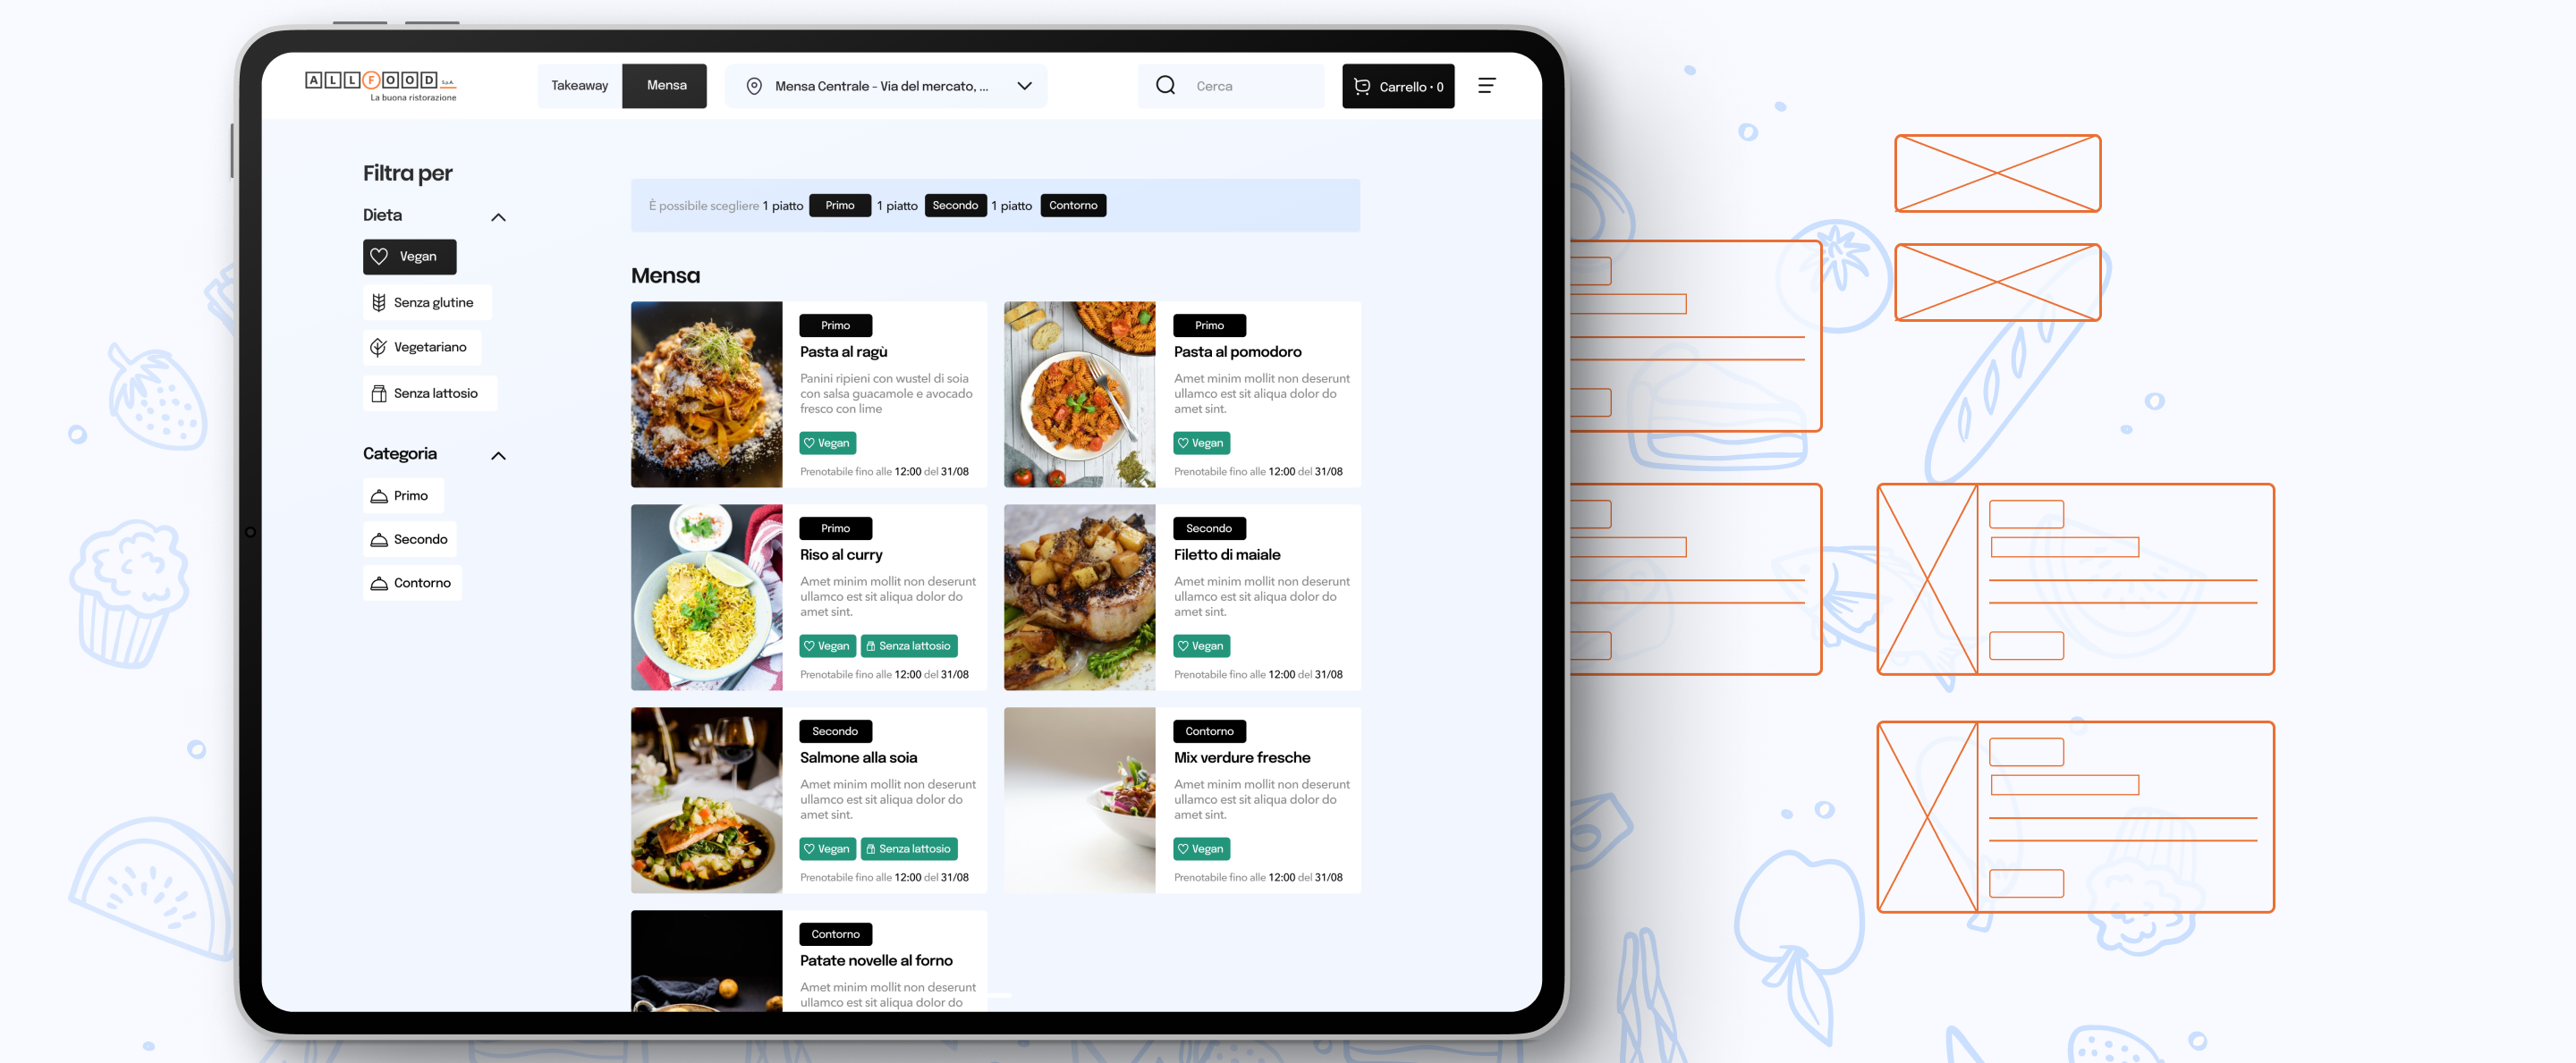 ALLFOOD S.p.A.
La buona ristorazione
Takeaway
Mensa
Mensa Centrale - Via del mercato, ...
Cerca
Carrello • 0
Filtra per
Dieta
Vegan
Senza glutine
Vegetariano
Senza lattosio
Categoria
Primo
Secondo
Contorno
È possibile scegliere 1 piatto Primo 1 piatto Secondo 1 piatto Contorno
Mensa
Primo
Pasta al ragù
Panini ripieni con wustel di soia
con salsa guacamole e avocado
fresco con lime
Vegan
Prenotabile fino alle 12:00 del 31/08
Primo
Pasta al pomodoro
Amet minim mollit non deserunt
ullamco est sit aliqua dolor do
amet sint.
Vegan
Prenotabile fino alle 12:00 del 31/08
Primo
Riso al curry
Amet minim mollit non deserunt
ullamco est sit aliqua dolor do
amet sint.
Vegan Senza lattosio
Prenotabile fino alle 12:00 del 31/08
Secondo
Filetto di maiale
Amet minim mollit non deserunt
ullamco est sit aliqua dolor do
amet sint.
Vegan
Prenotabile fino alle 12:00 del 31/08
Secondo
Salmone alla soia
Amet minim mollit non deserunt
ullamco est sit aliqua dolor do
amet sint.
Vegan Senza lattosio
Prenotabile fino alle 12:00 del 31/08
Contorno
Mix verdure fresche
Amet minim mollit non deserunt
ullamco est sit aliqua dolor do
amet sint.
Vegan
Prenotabile fino alle 12:00 del 31/08
Contorno
Patate novelle al forno
Amet minim mollit non deserunt
ullamco est sit aliqua dolor do